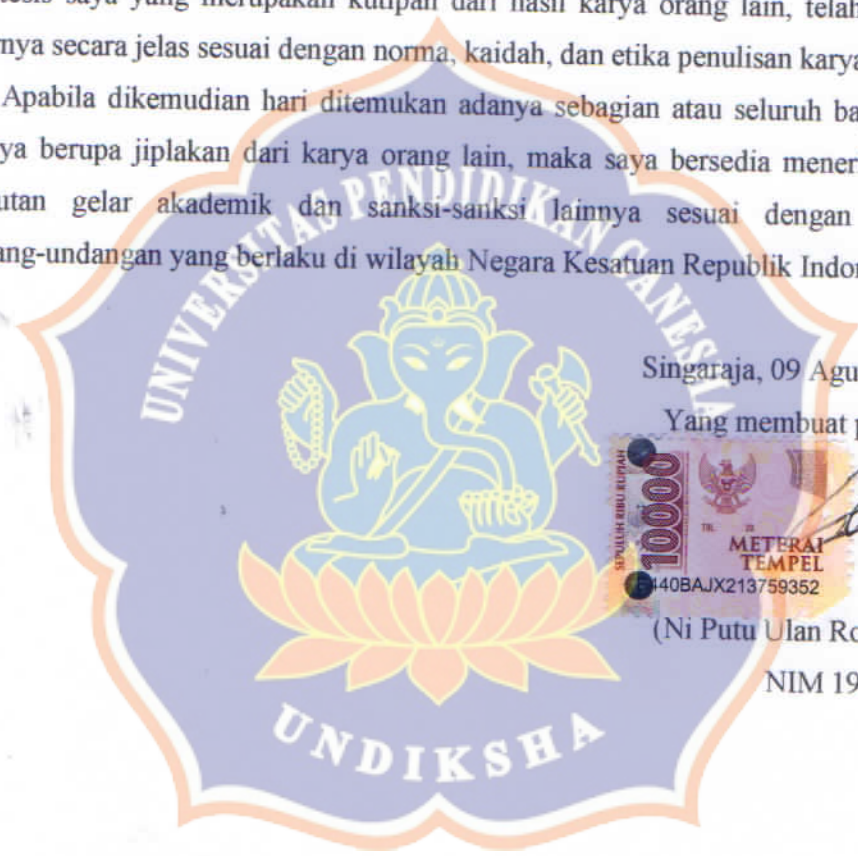 tesis saya yang merupakan kutipan dari hasil karya orang lain, telah
nya secara jelas sesuai dengan norma, kaidah, dan etika penulisan karya
Apabila dikemudian hari ditemukan adanya sebagian atau seluruh ba
ya berupa jiplakan dari karya orang lain, maka saya bersedia mener
utan gelar akademik dan sanksi-sanksi lainnya sesuai dengan
ang-undangan yang berlaku di wilayah Negara Kesatuan Republik Indo
UNIVERSITAS PENDIDIKAN GANESHA
Singaraja, 09 Agu
Yang membuat p
SEPULUH RIBU RUPIAH
10000
TGL. 20
METERAI
TEMPEL
440BAJX213759352
(Ni Putu Ulan Ro
NIM 19
UNDIKSHA